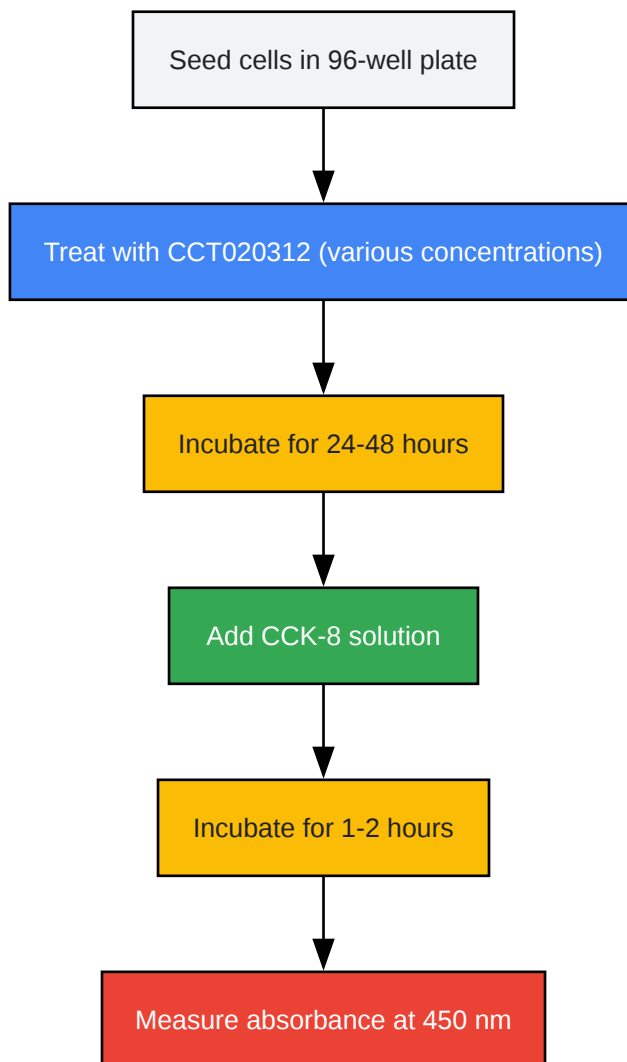 Seed cells in 96-well plate
Treat with CCT020312 (various concentrations)
Incubate for 24-48 hours
Add CCK-8 solution
Incubate for 1-2 hours
Measure absorbance at 450 nm